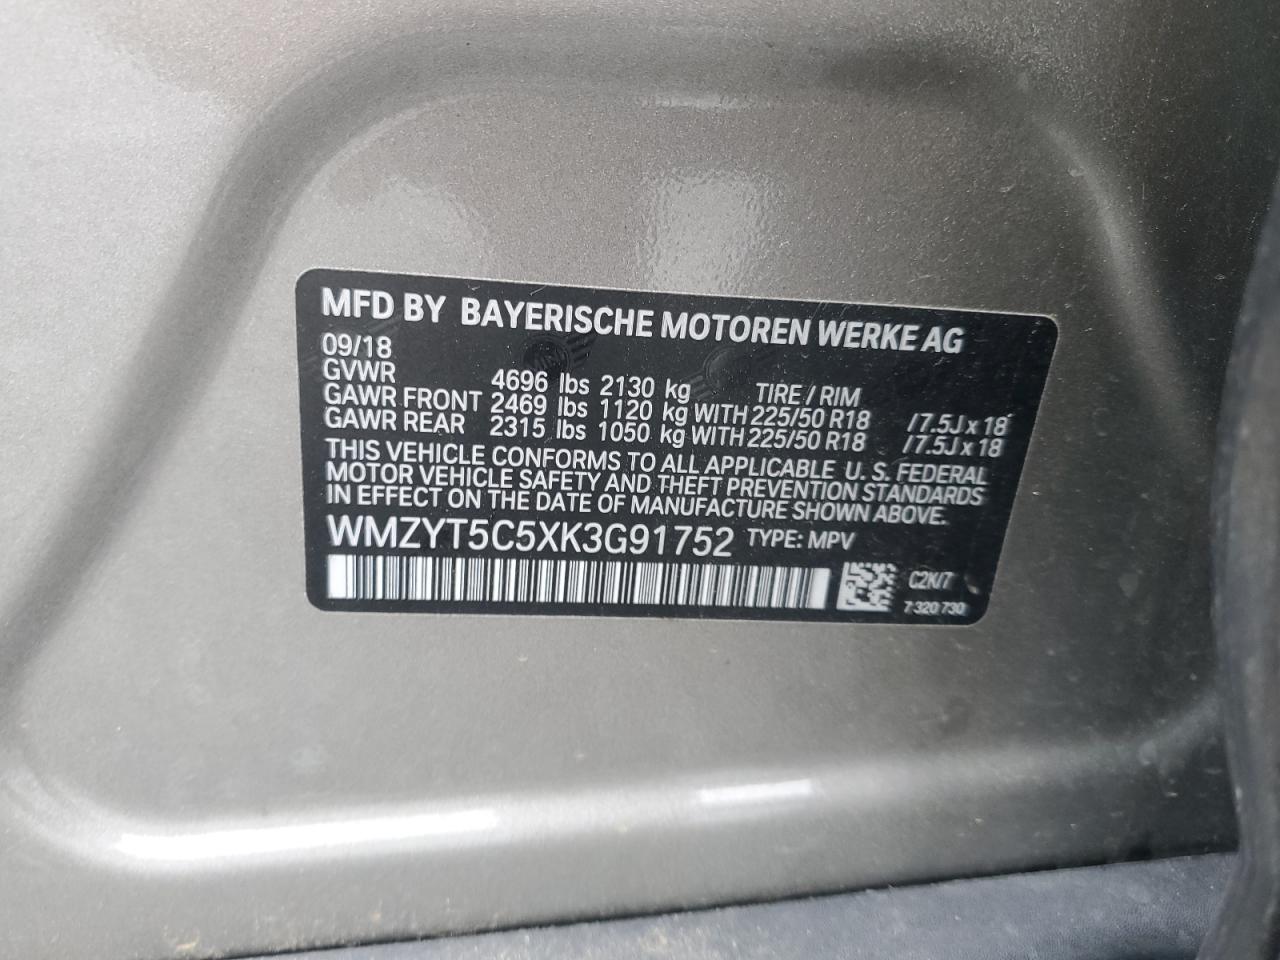 MFD BY BAYERISCHE MOTOREN WERKE AG
09/18
GVWR 4696 lbs 2130 kg TIRE / RIM
GAWR FRONT 2469 lbs 1120 kg WITH 225/50 R18 / 7.5J x 18
GAWR REAR 2315 lbs 1050 kg WITH 225/50 R18 / 7.5J x 18
THIS VEHICLE CONFORMS TO ALL APPLICABLE U. S. FEDERAL
MOTOR VEHICLE SAFETY AND THEFT PREVENTION STANDARDS
IN EFFECT ON THE DATE OF MANUFACTURE SHOWN ABOVE.
WMZYT5C5XK3G91752 TYPE: MPV
C2K/7
7 320 730